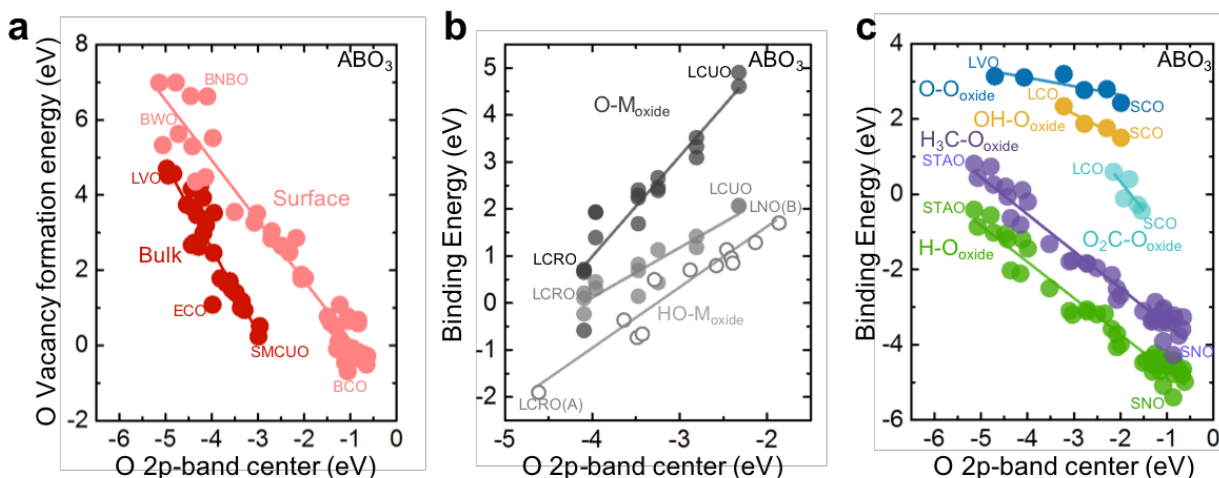 a
ABO3
O Vacancy formation energy (eV)
8
7
6
5
4
3
2
1
0
-1
-2
-6 -5 -4 -3 -2 -1 0
O 2p-band center (eV)
BNBO
BWO
LVO
Surface
Bulk
ECO
SMCUO
BCO
b
ABO3
Binding Energy (eV)
5
4
3
2
1
0
-1
-2
-5 -4 -3 -2
O 2p-band center (eV)
LCUO
O-Moxide
LCUO
LNO(B)
LCRO
LCRO
HO-Moxide
LCRO(A)
c
ABO3
Binding Energy (eV)
4
2
0
-2
-4
-6
-6 -5 -4 -3 -2 -1 0
O 2p-band center (eV)
LVO
O-Ooxide
LCO
SCO
OH-Ooxide
SCO
H3C-Ooxide
STAO
LCO
STAO
SCO
O2C-Ooxide
H-Ooxide
SNO
SNO